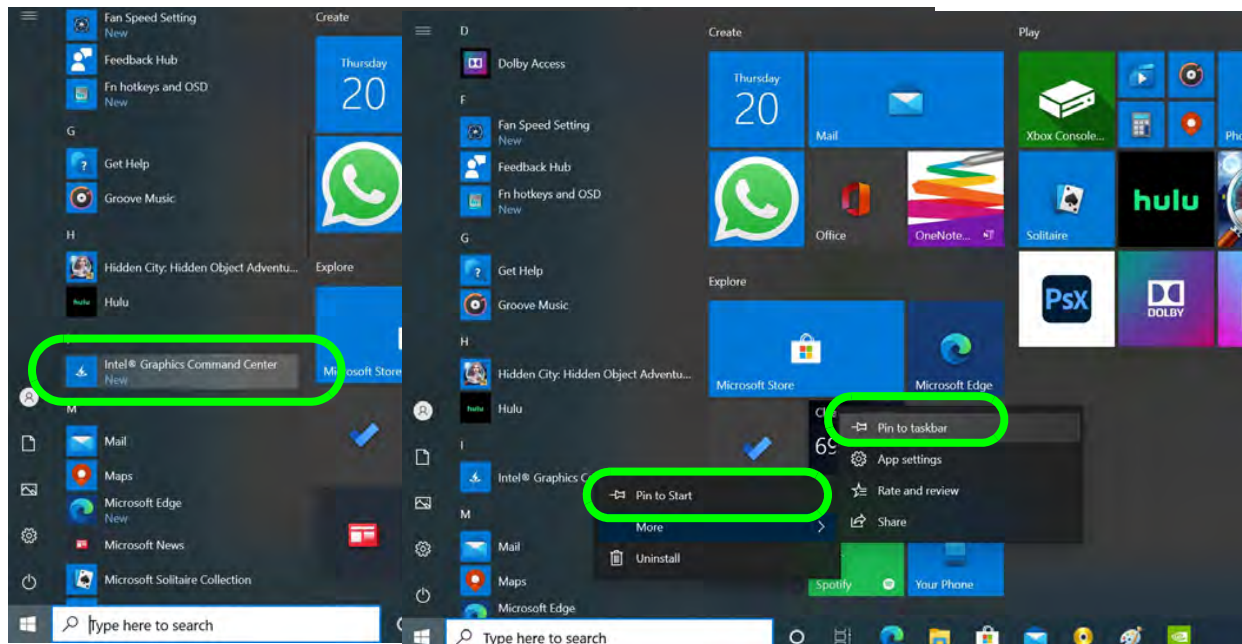 Fan Speed Setting
New
Feedback Hub
Fn hotkeys and OSD
New
G
Get Help
Groove Music
H
Hidden City: Hidden Object Adventu...
hulu
Hulu
Intel® Graphics Command Center
New
M
Mail
Maps
Microsoft Edge
New
Microsoft News
Microsoft Solitaire Collection
Type here to search
Create
Thursday
20
Explore
Microsoft Store
D
Dolby Access
F
Fan Speed Setting
New
Feedback Hub
Fn hotkeys and OSD
New
G
Get Help
Groove Music
H
Hidden City: Hidden Object Adventu...
hulu
Hulu
I
Intel® Graphics C
M
Mail
Maps
Microsoft Edge
Type here to search
Create
Thursday
20
Mail
Office
OneNote...
Explore
Microsoft Store
Microsoft Edge
69
Spotify
Your Phone
Play
Xbox Console...
Pho
Solitaire
hulu
PsX
DOLBY
Pin to Start
More
Uninstall
Pin to taskbar
App settings
Rate and review
Share